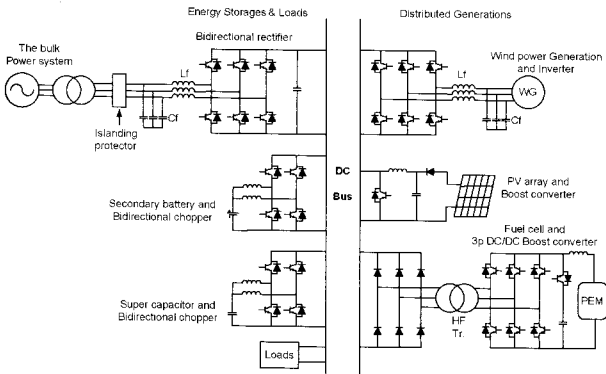 Energy Storages & Loads
Distributed Generations
Bidirectional rectifier
The bulk
Power system
Lf
Cf
Islanding
protector
Wind power Generation
and Inverter
Lf
WG
Cf
DC
Bus
Secondary battery and
Bidirectional chopper
PV array and
Boost converter
Fuel cell and
3p DC/DC Boost converter
Super capacitor and
Bidirectional chopper
HF
Tr.
PEM
Loads